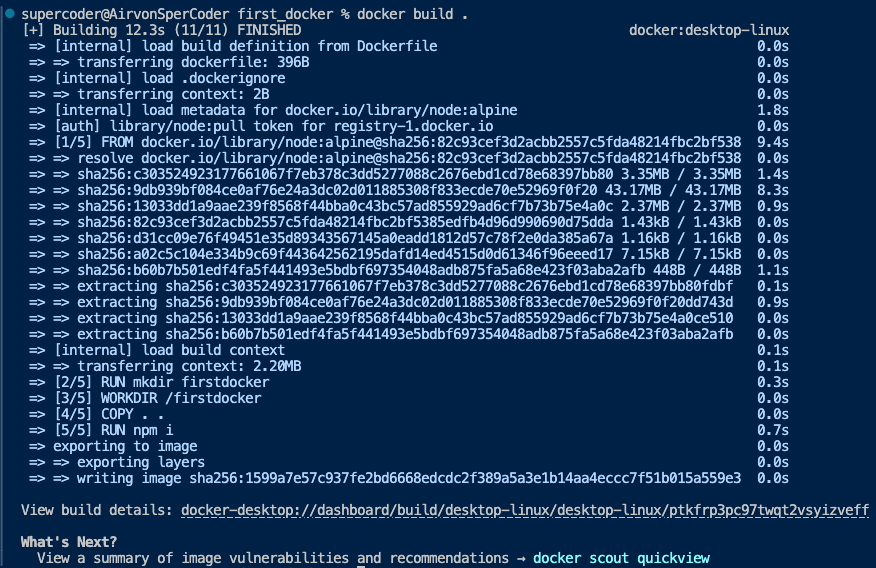 supercoder@AirvonSperCoder first_docker % docker build .
[+] Building 12.3s (11/11) FINISHED docker:desktop-linux
=> [internal] load build definition from Dockerfile 0.0s
=> => transferring dockerfile: 396B 0.0s
=> [internal] load .dockerignore 0.0s
=> => transferring context: 2B 0.0s
=> [internal] load metadata for docker.io/library/node:alpine 1.8s
=> [auth] library/node:pull token for registry-1.docker.io 0.0s
=> [1/5] FROM docker.io/library/node:alpine@sha256:82c93cef3d2acbb2557c5fda48214fbc2bf538 9.4s
=> => resolve docker.io/library/node:alpine@sha256:82c93cef3d2acbb2557c5fda48214fbc2bf538 0.0s
=> => sha256:c303524923177661067f7eb378c3dd5277088c2676ebd1cd78e68397bb80 3.35MB / 3.35MB 1.4s
=> => sha256:9db939bf084ce0af76e24a3dc02d011885308f833ecde70e52969f0f20 43.17MB / 43.17MB 8.3s
=> => sha256:13033dd1a9aae239f8568f44bba0c43bc57ad855929ad6cf7b73b75e4a0c 2.37MB / 2.37MB 0.9s
=> => sha256:82c93cef3d2acbb2557c5fda48214fbc2bf5385edfb4d96d990690d75dda 1.43kB / 1.43kB 0.0s
=> => sha256:d31cc09e76f49451e35d89343567145a0eadd1812d57c78f2e0da385a67a 1.16kB / 1.16kB 0.0s
=> => sha256:a02c5c104e334b9c69f443642562195dafd14ed4515d0d61346f96eeed17 7.15kB / 7.15kB 0.0s
=> => sha256:b60b7b501edf4fa5f441493e5bdbf697354048adb875fa5a68e423f03aba2afb 448B / 448B 1.1s
=> => extracting sha256:c303524923177661067f7eb378c3dd5277088c2676ebd1cd78e68397bb80fdbf 0.1s
=> => extracting sha256:9db939bf084ce0af76e24a3dc02d011885308f833ecde70e52969f0f20dd743d 0.9s
=> => extracting sha256:13033dd1a9aae239f8568f44bba0c43bc57ad855929ad6cf7b73b75e4a0ce510 0.0s
=> => extracting sha256:b60b7b501edf4fa5f441493e5bdbf697354048adb875fa5a68e423f03aba2afb 0.0s
=> [internal] load build context 0.1s
=> => transferring context: 2.20MB 0.1s
=> [2/5] RUN mkdir firstdocker 0.3s
=> [3/5] WORKDIR /firstdocker 0.0s
=> [4/5] COPY . . 0.0s
=> [5/5] RUN npm i 0.7s
=> exporting to image 0.0s
=> => exporting layers 0.0s
=> => writing image sha256:1599a7e57c937fe2bd6668edcdc2f389a5a3e1b14aa4eccc7f51b015a559e3 0.0s
View build details: docker-desktop://dashboard/build/desktop-linux/desktop-linux/ptkfrp3pc97twqt2vsyizveff
What's Next?
View a summary of image vulnerabilities and recommendations → docker scout quickview